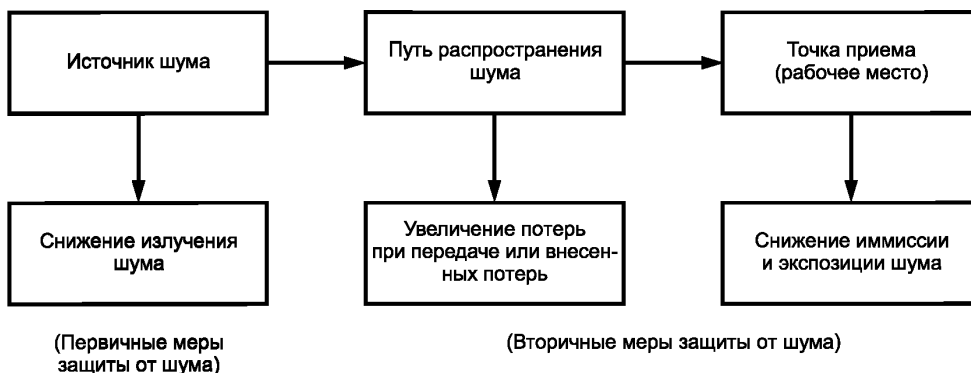 Источник шума
Путь распространения
шума
Точка приема
(рабочее место)
Снижение излучения
шума
Увеличение потерь
при передаче или внесен-
ных потерь
Снижение иммиссии
и экспозиции шума
(Первичные меры
защиты от шума)
(Вторичные меры защиты от шума)